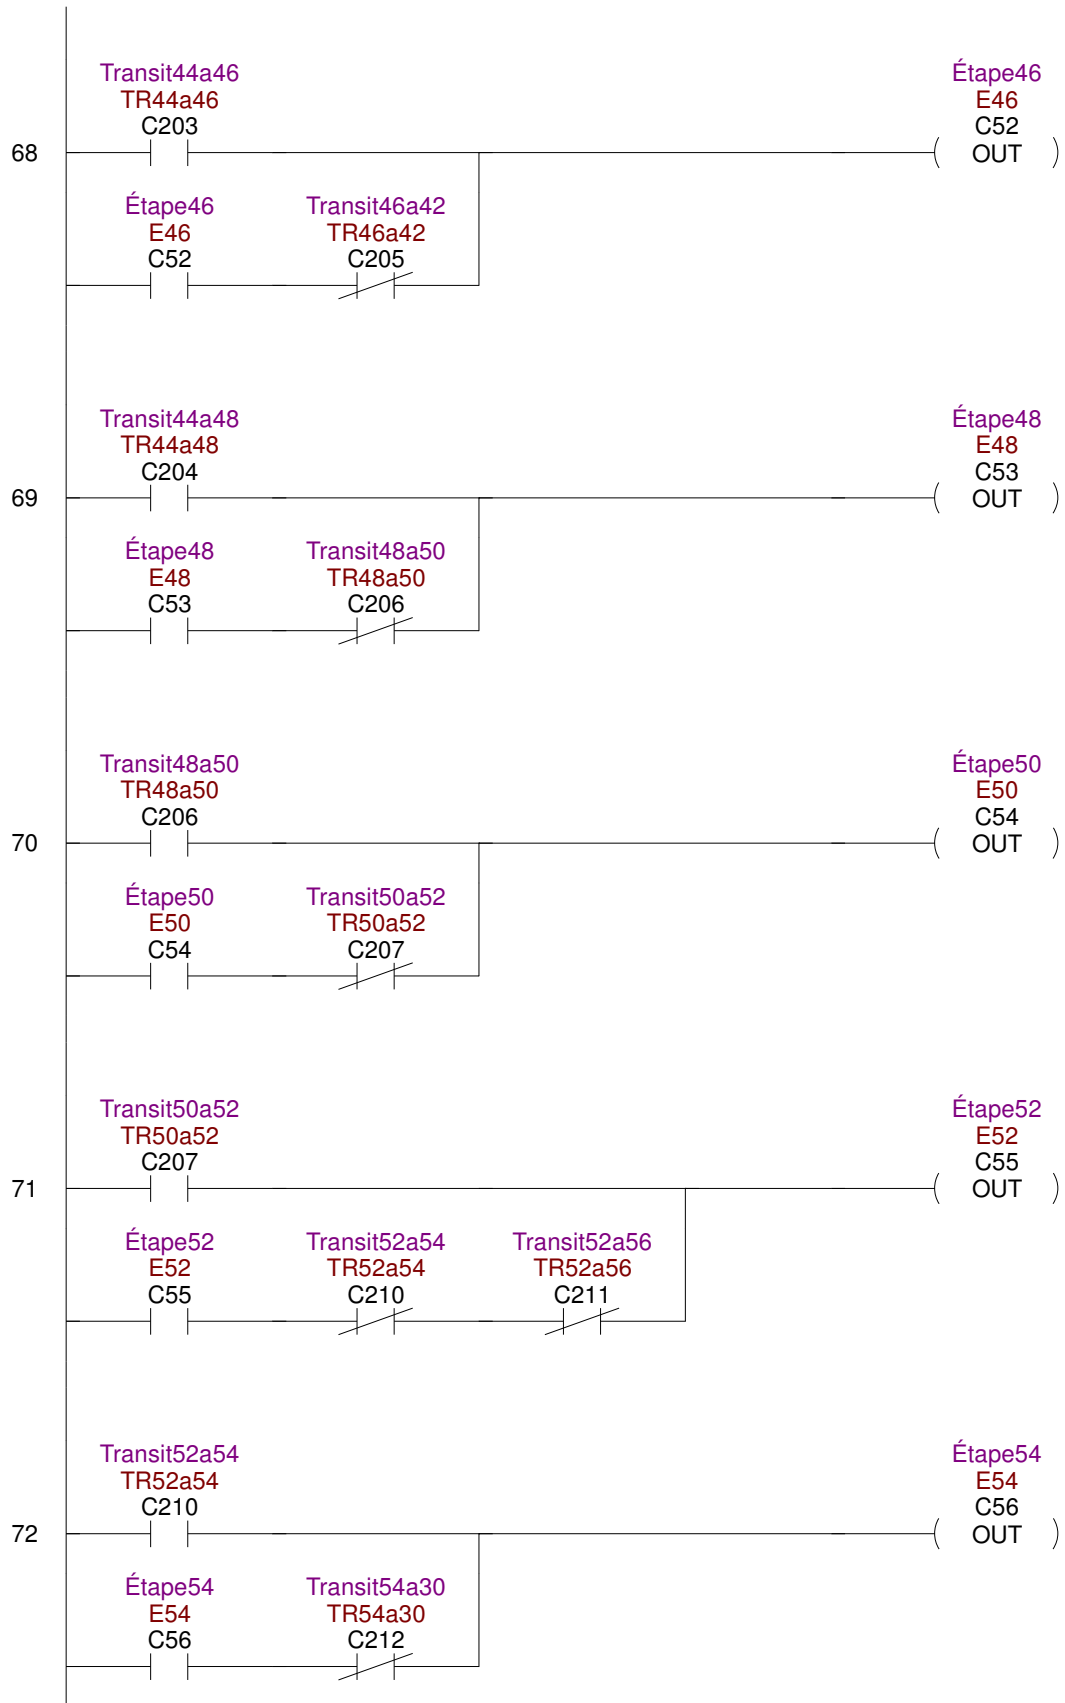 Transit44a46
TR44a46
C203
Étape46
E46
C52
OUT
68
Étape46
E46
C52
Transit46a42
TR46a42
C205
Transit44a48
TR44a48
C204
Étape48
E48
C53
OUT
69
Étape48
E48
C53
Transit48a50
TR48a50
C206
Transit48a50
TR48a50
C206
Étape50
E50
C54
OUT
70
Étape50
E50
C54
Transit50a52
TR50a52
C207
Transit50a52
TR50a52
C207
Étape52
E52
C55
OUT
71
Étape52
E52
C55
Transit52a54
TR52a54
C210
Transit52a56
TR52a56
C211
Transit52a54
TR52a54
C210
Étape54
E54
C56
OUT
72
Étape54
E54
C56
Transit54a30
TR54a30
C212